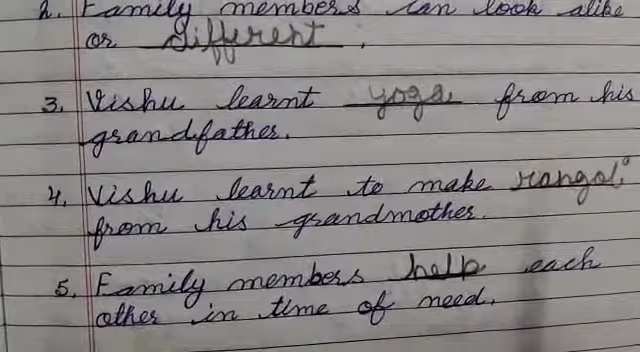 2. Family members can look alike
or different.
3. Vishu learnt yoga from his
grandfather.
4. Vishu learnt to make rangoli
from his grandmother.
5. Family members help each
other in time of need.